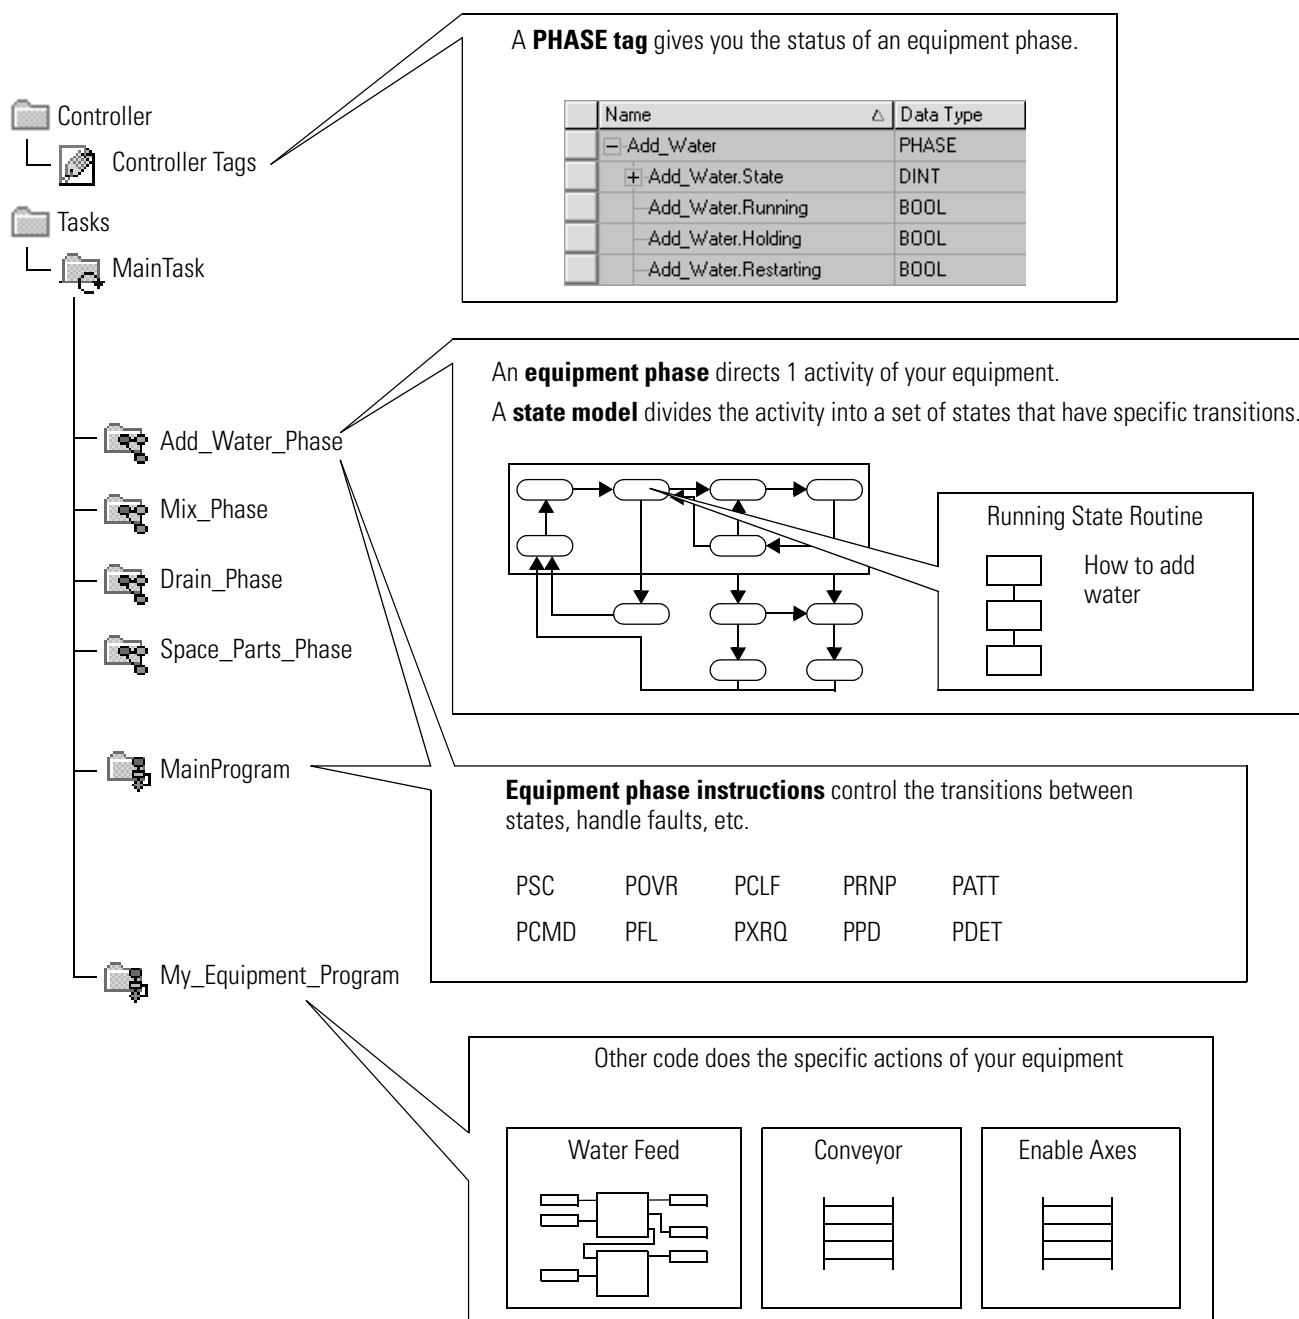 A PHASE tag gives you the status of an equipment phase.
Name Data Type
Add_Water PHASE
Add_Water.State DINT
Add_Water.Running BOOL
Add_Water.Holding BOOL
Add_Water.Restarting BOOL
Controller
Controller Tags
Tasks
MainTask
An equipment phase directs 1 activity of your equipment.
A state model divides the activity into a set of states that have specific transitions.
Add_Water_Phase
Mix_Phase
Drain_Phase
Space_Parts_Phase
Running State Routine
How to add
water
MainProgram
Equipment phase instructions control the transitions between
states, handle faults, etc.
PSC POVR PCLF PRNP PATT
PCMD PFL PXRQ PPD PDET
My_Equipment_Program
Other code does the specific actions of your equipment
Water Feed
Conveyor
Enable Axes